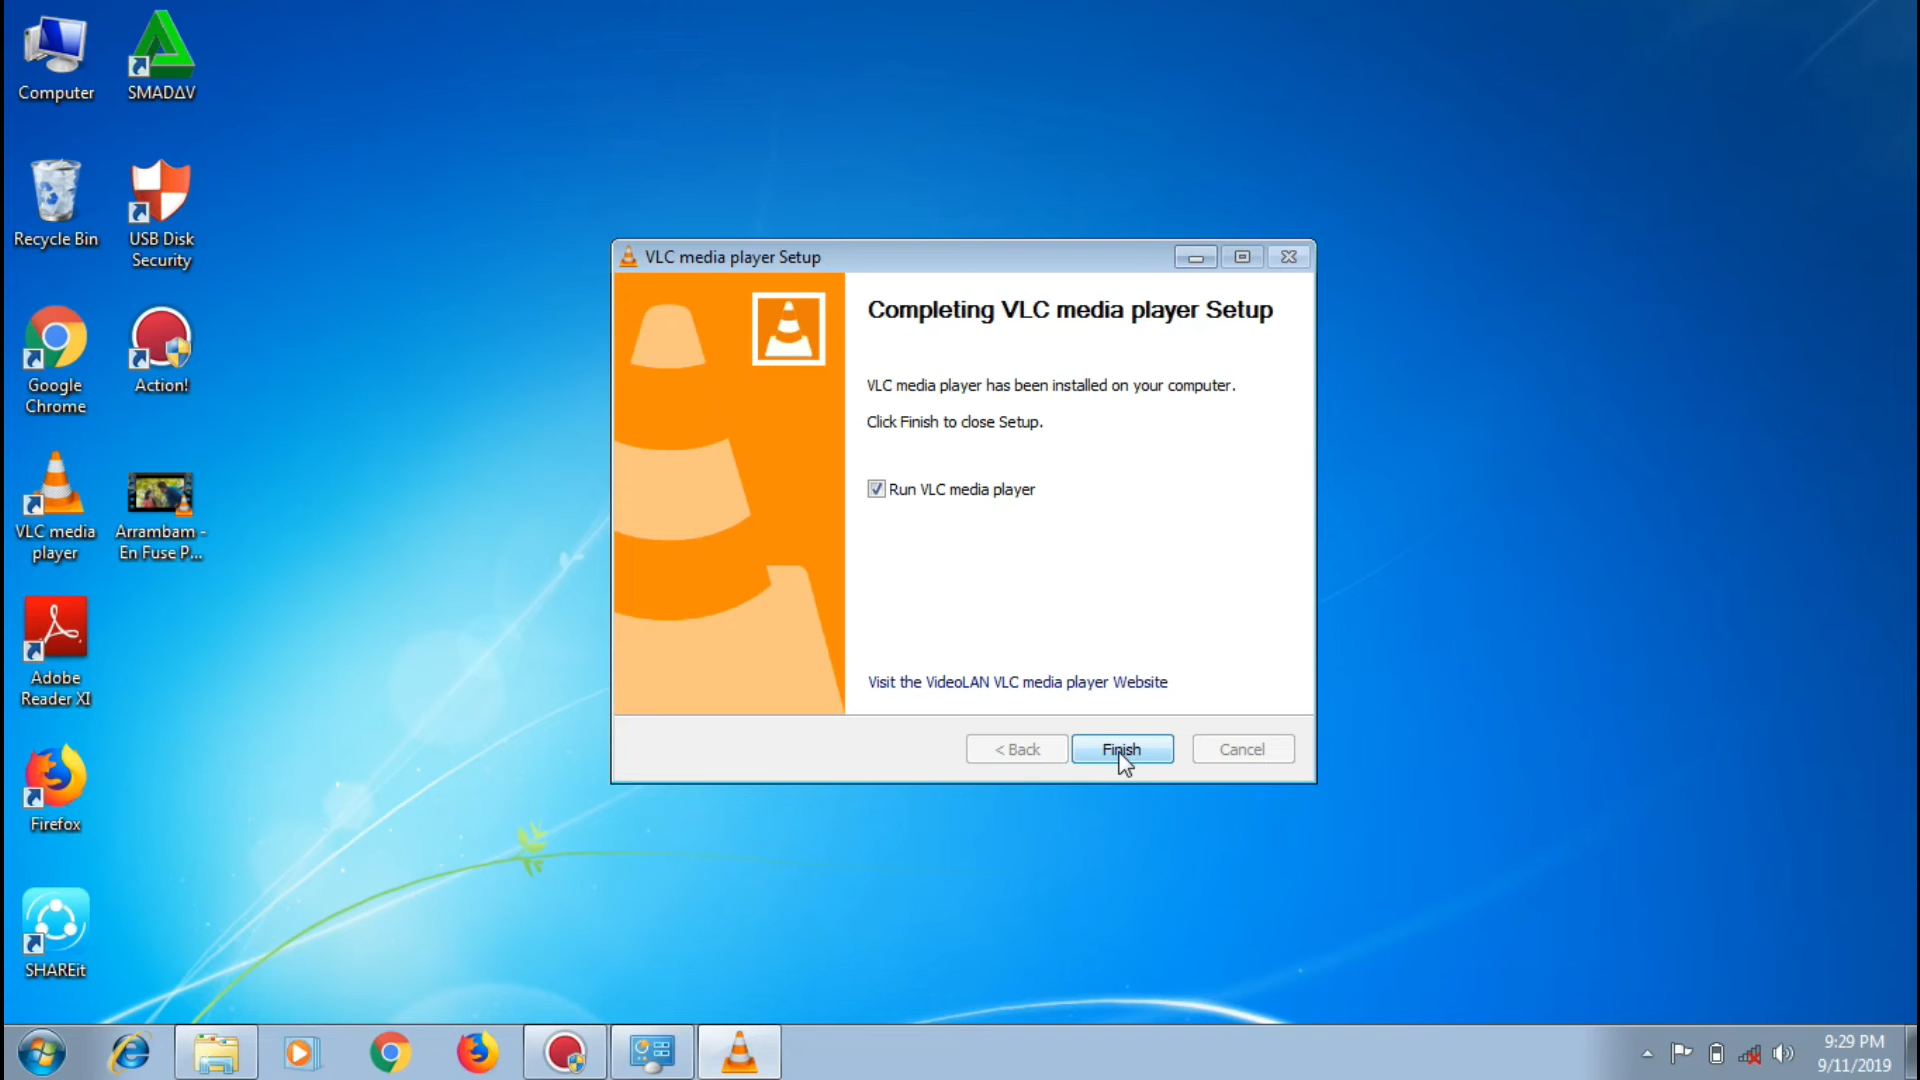 Computer
SMADΔV
Recycle Bin
USB Disk
Security
Google
Chrome
Action!
VLC media
player
Arrambam -
En Fuse P...
Adobe
Reader XI
Firefox
SHAREit
VLC media player Setup
Completing VLC media player Setup
VLC media player has been installed on your computer.
Click Finish to close Setup.
Run VLC media player
Visit the VideoLAN VLC media player Website
< Back
Finish
Cancel
9:29 PM
9/11/2019